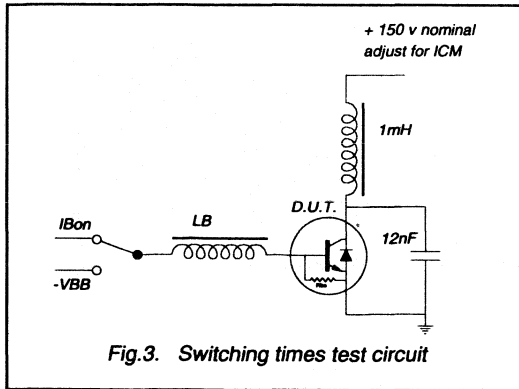 + 150 v nominal
adjust for ICM
1mH
D.U.T.
LB
IBon
12nF
-VBB
Fig.3. Switching times test circuit